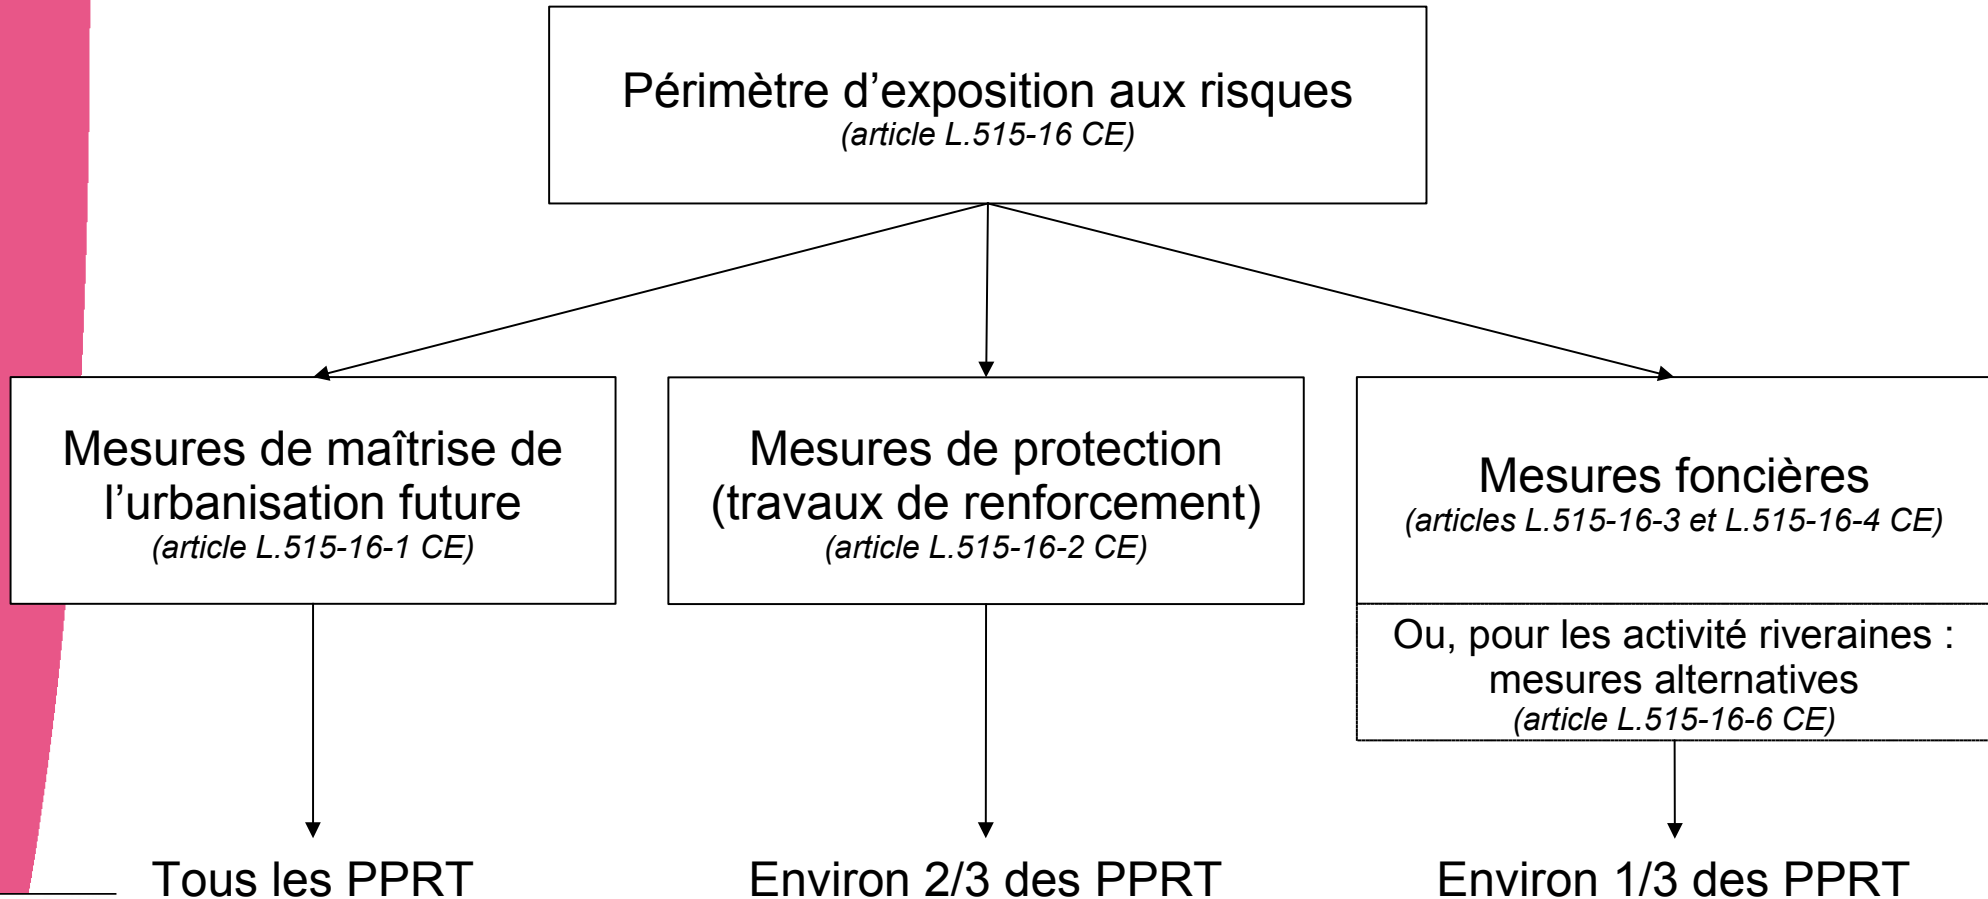 Périmètre d’exposition aux risques
(article L.515-16 CE)
Mesures de maîtrise de
l’urbanisation future
(article L.515-16-1 CE)
Mesures de protection
(travaux de renforcement)
(article L.515-16-2 CE)
Mesures foncières
(articles L.515-16-3 et L.515-16-4 CE)
Ou, pour les activité riveraines :
mesures alternatives
(article L.515-16-6 CE)
Tous les PPRT
Environ 2/3 des PPRT
Environ 1/3 des PPRT